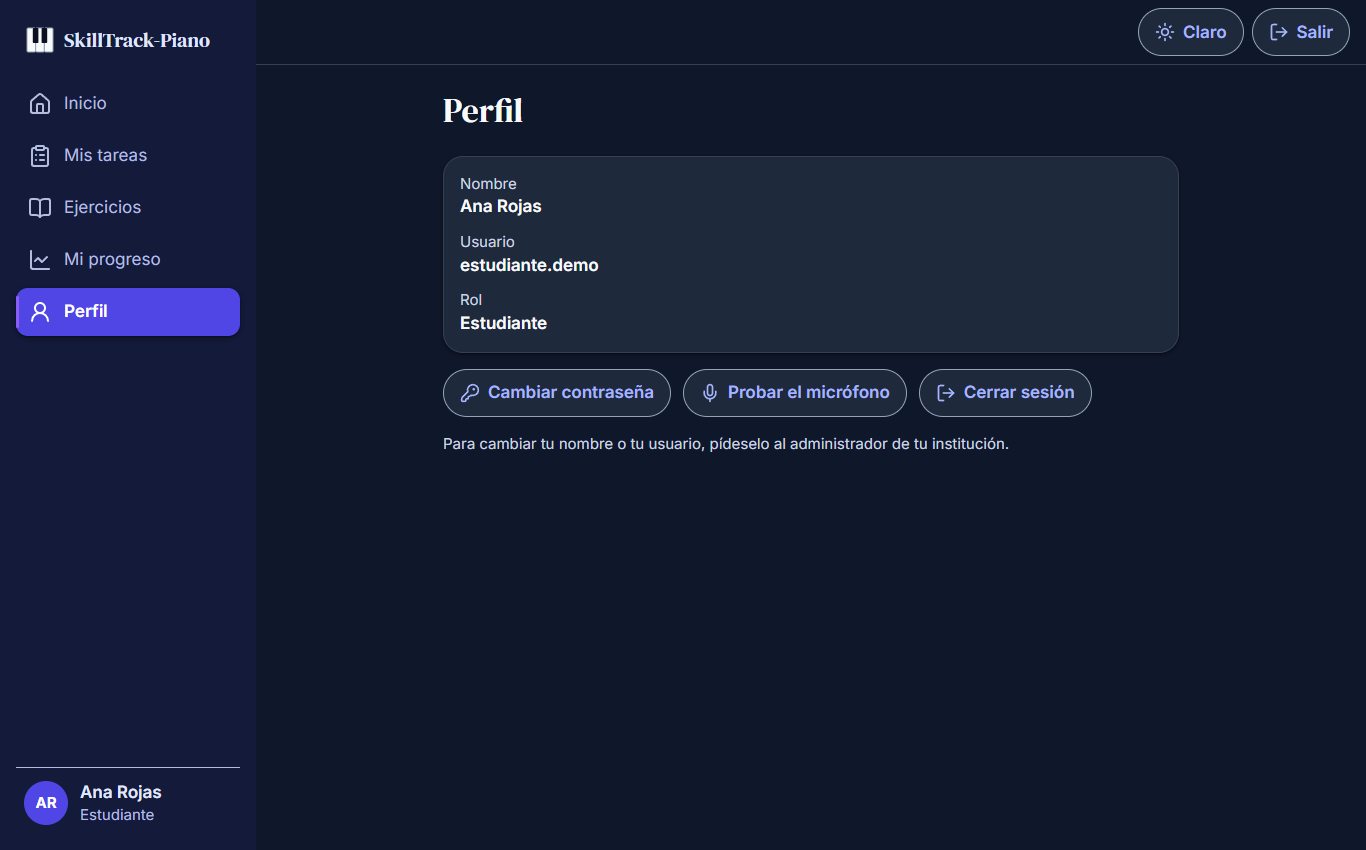 SkillTrack-Piano
Inicio
Mis tareas
Ejercicios
Mi progreso
Perfil
Ana Rojas
AR
Estudiante
Claro
Salir
Perfil
Nombre
Ana Rojas
Usuario
estudiante.demo
Rol
Estudiante
Cambiar contraseña
Probar el micrófono
Cerrar sesión
Para cambiar tu nombre o tu usuario, pídeselo al administrador de tu institución.